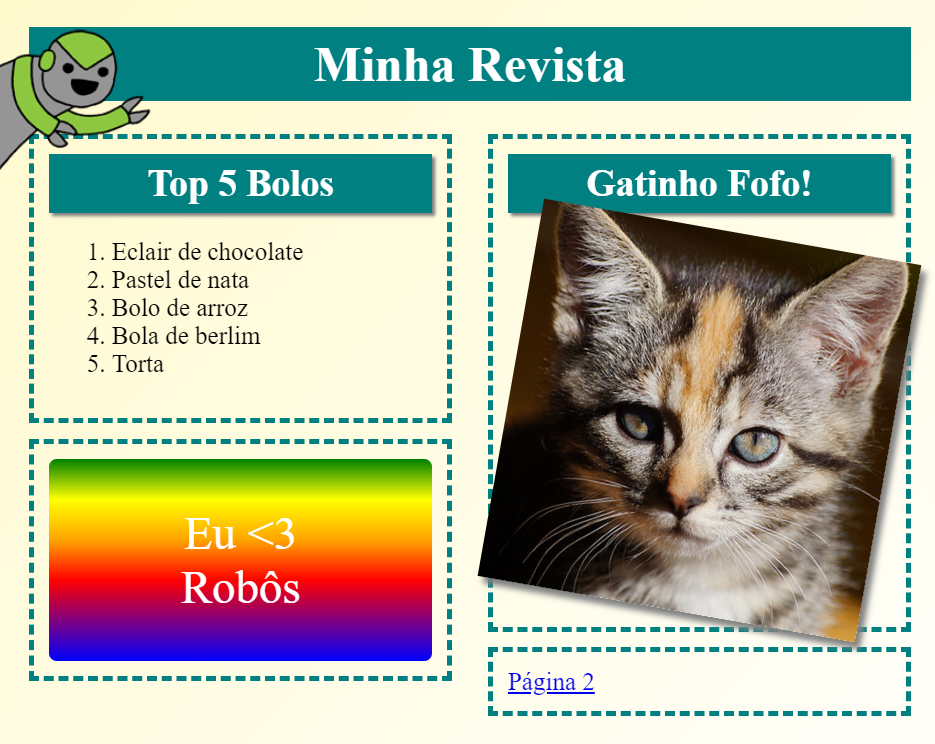 Minha Revista
Top 5 Bolos
1. Eclair de chocolate
2. Pastel de nata
3. Bolo de arroz
4. Bola de berlim
5. Torta
Eu <3
Robôs
Gatinho Fofo!
Página 2